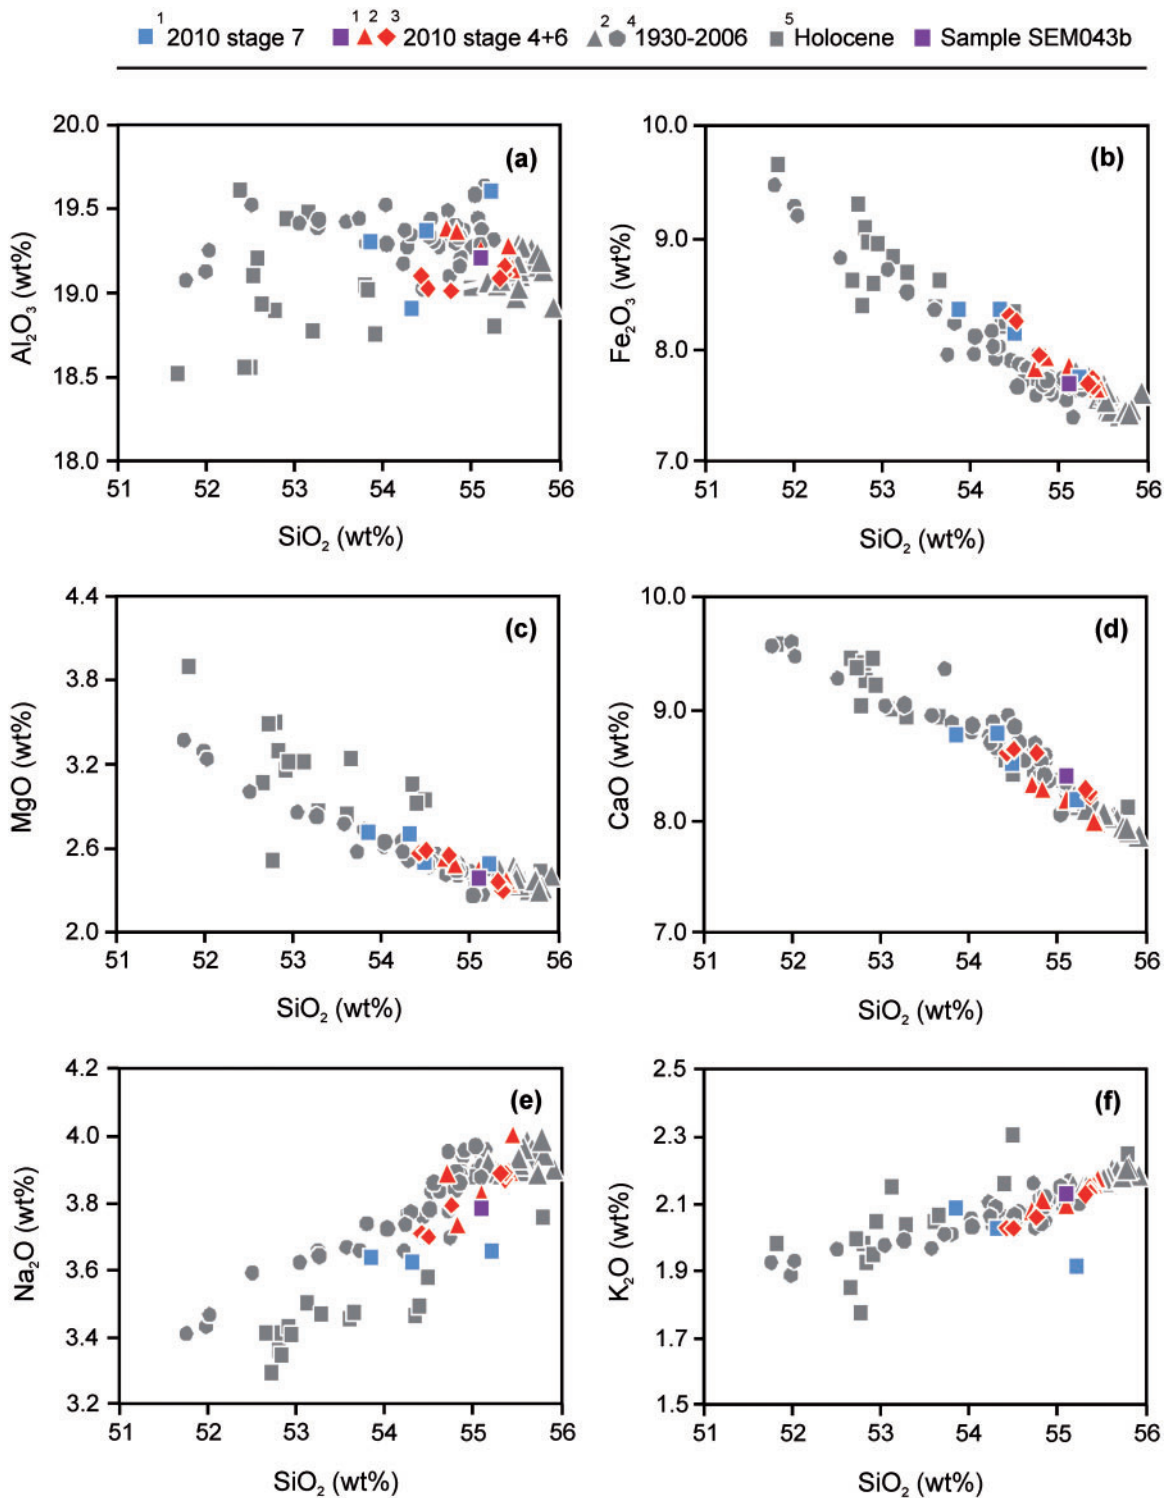 1 2010 stage 7 1 2 3 2010 stage 4+6 2 4 1930-2006 5 Holocene Sample SEM043b
(a)
Al₂O₃ (wt%)
20.0
19.5
19.0
18.5
18.0
51 52 53 54 55 56
SiO₂ (wt%)
(b)
Fe₂O₃ (wt%)
10.0
9.0
8.0
7.0
51 52 53 54 55 56
SiO₂ (wt%)
(c)
MgO (wt%)
4.4
3.8
3.2
2.6
2.0
51 52 53 54 55 56
SiO₂ (wt%)
(d)
CaO (wt%)
10.0
9.0
8.0
7.0
51 52 53 54 55 56
SiO₂ (wt%)
(e)
Na₂O (wt%)
4.2
4.0
3.8
3.6
3.4
3.2
51 52 53 54 55 56
SiO₂ (wt%)
(f)
K₂O (wt%)
2.5
2.3
2.1
1.9
1.7
1.5
51 52 53 54 55 56
SiO₂ (wt%)